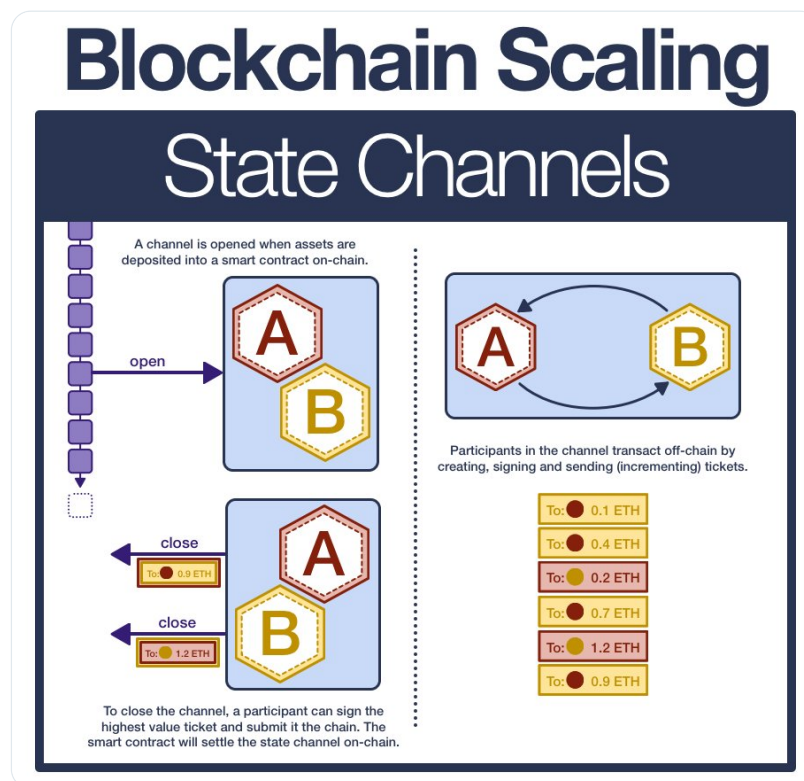 Blockchain Scaling
State Channels
A channel is opened when assets are
deposited into a smart contract on-chain.
open
A
B
close
To: 0.9 ETH
close
To: 1.2 ETH
A
B
To close the channel, a participant can sign the
highest value ticket and submit it the chain. The
smart contract will settle the state channel on-chain.
A
B
Participants in the channel transact off-chain by
creating, signing and sending (incrementing) tickets.
To: 0.1 ETH
To: 0.4 ETH
To: 0.2 ETH
To: 0.7 ETH
To: 1.2 ETH
To: 0.9 ETH